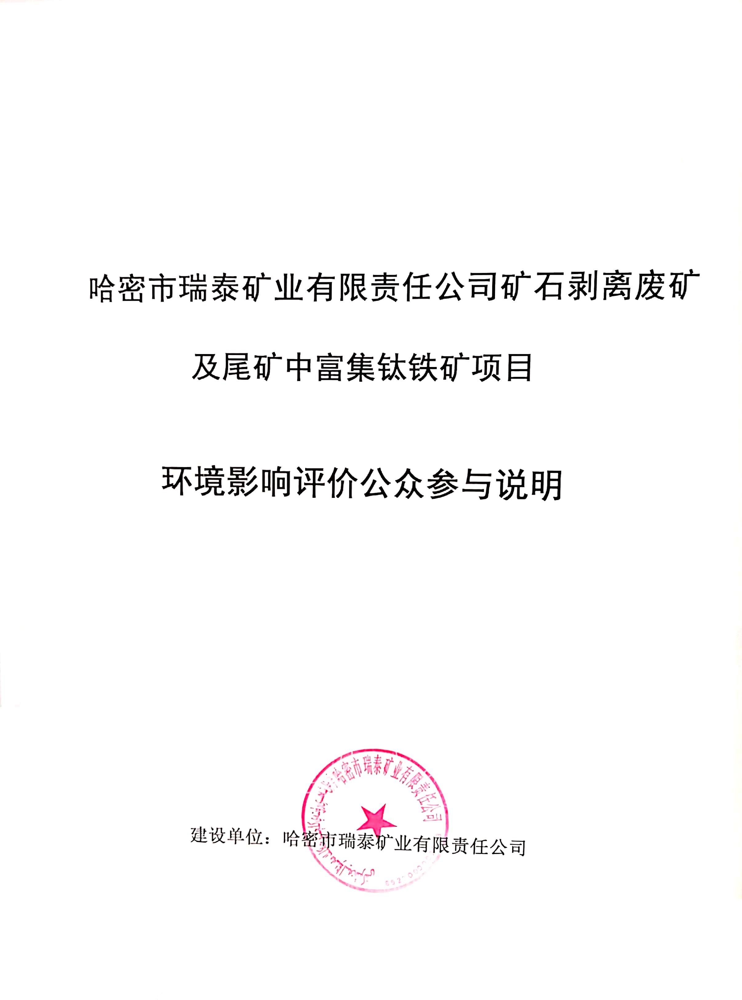 哈密市瑞泰矿业有限责任公司矿石剥离废矿
及尾矿中富集钛铁矿项目
环境影响评价公众参与说明
哈密市瑞泰矿业有限责任公司
建设单位：哈密市瑞泰矿业有限责任公司